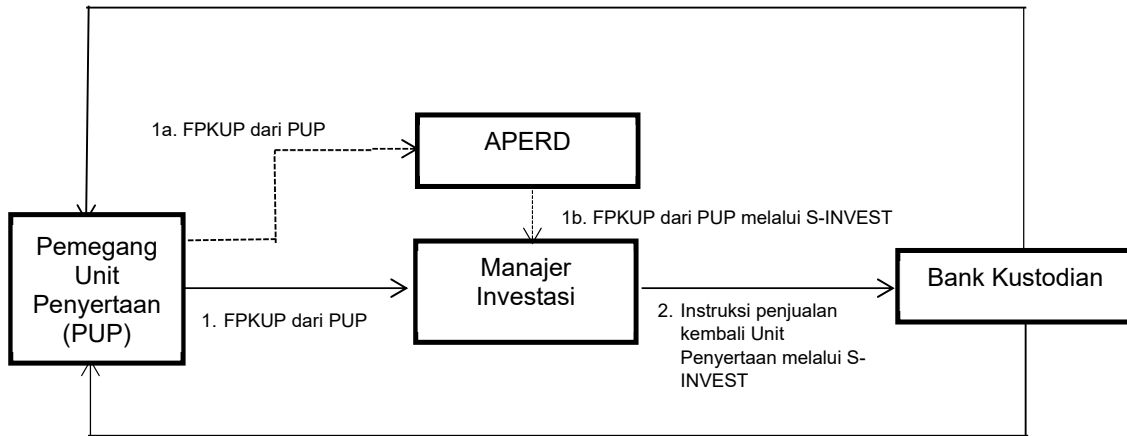 1a. FPKUP dari PUP
APERD
1b. FPKUP dari PUP melalui S-INVEST
Pemegang
Unit
Penyertaan
(PUP)
Manajer
Investasi
Bank Kustodian
1. FPKUP dari PUP
2. Instruksi penjualan
kembali Unit
Penyertaan melalui S-
INVEST